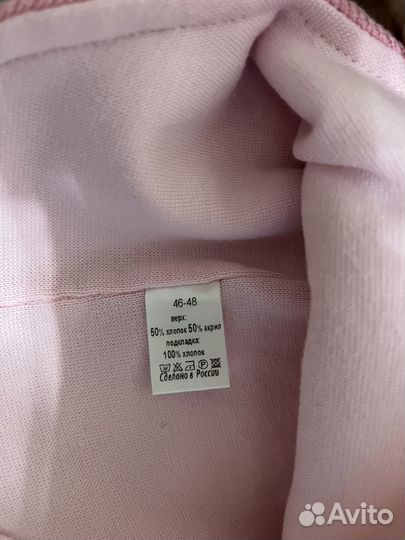 46-48
верх:
50% хлопок 50% акрил
подкладка:
100% хлопок
Сделано в России
Avito